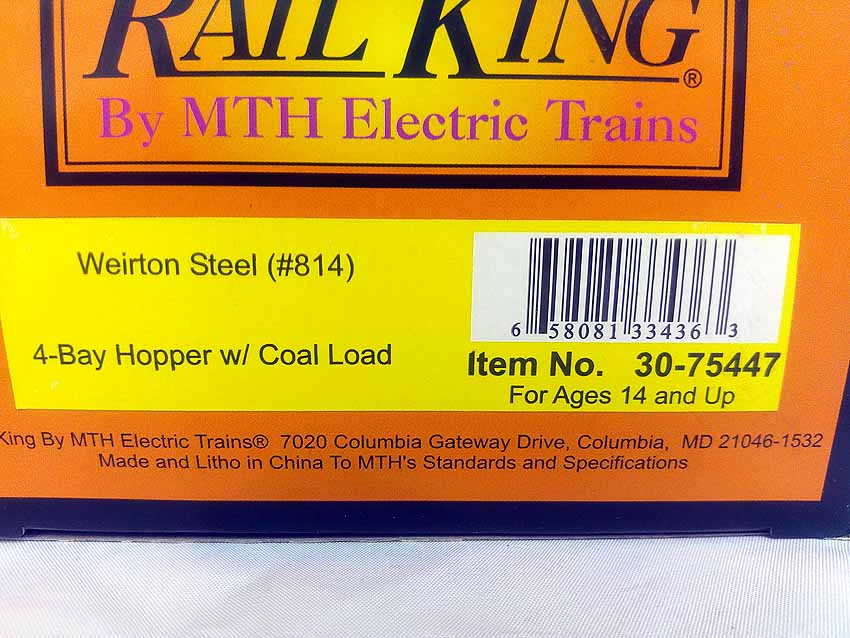 RAIL KING®
By MTH Electric Trains
Weirton Steel (#814)
4-Bay Hopper w/ Coal Load
6 58081 33436 3
Item No. 30-75447
For Ages 14 and Up
King By MTH Electric Trains® 7020 Columbia Gateway Drive, Columbia, MD 21046-1532
Made and Litho in China To MTH's Standards and Specifications